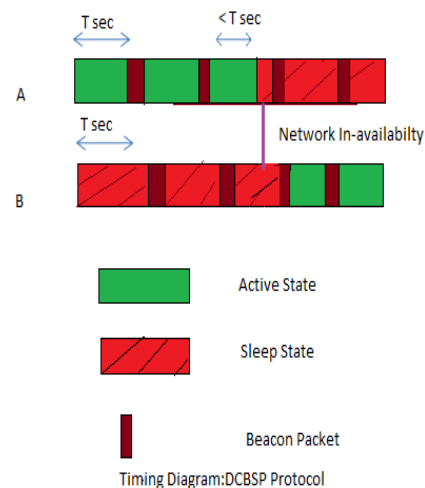 T sec
< T sec
A
Network In-availabilty
T sec
B
Active State
Sleep State
Beacon Packet
Timing Diagram:DCBSP Protocol